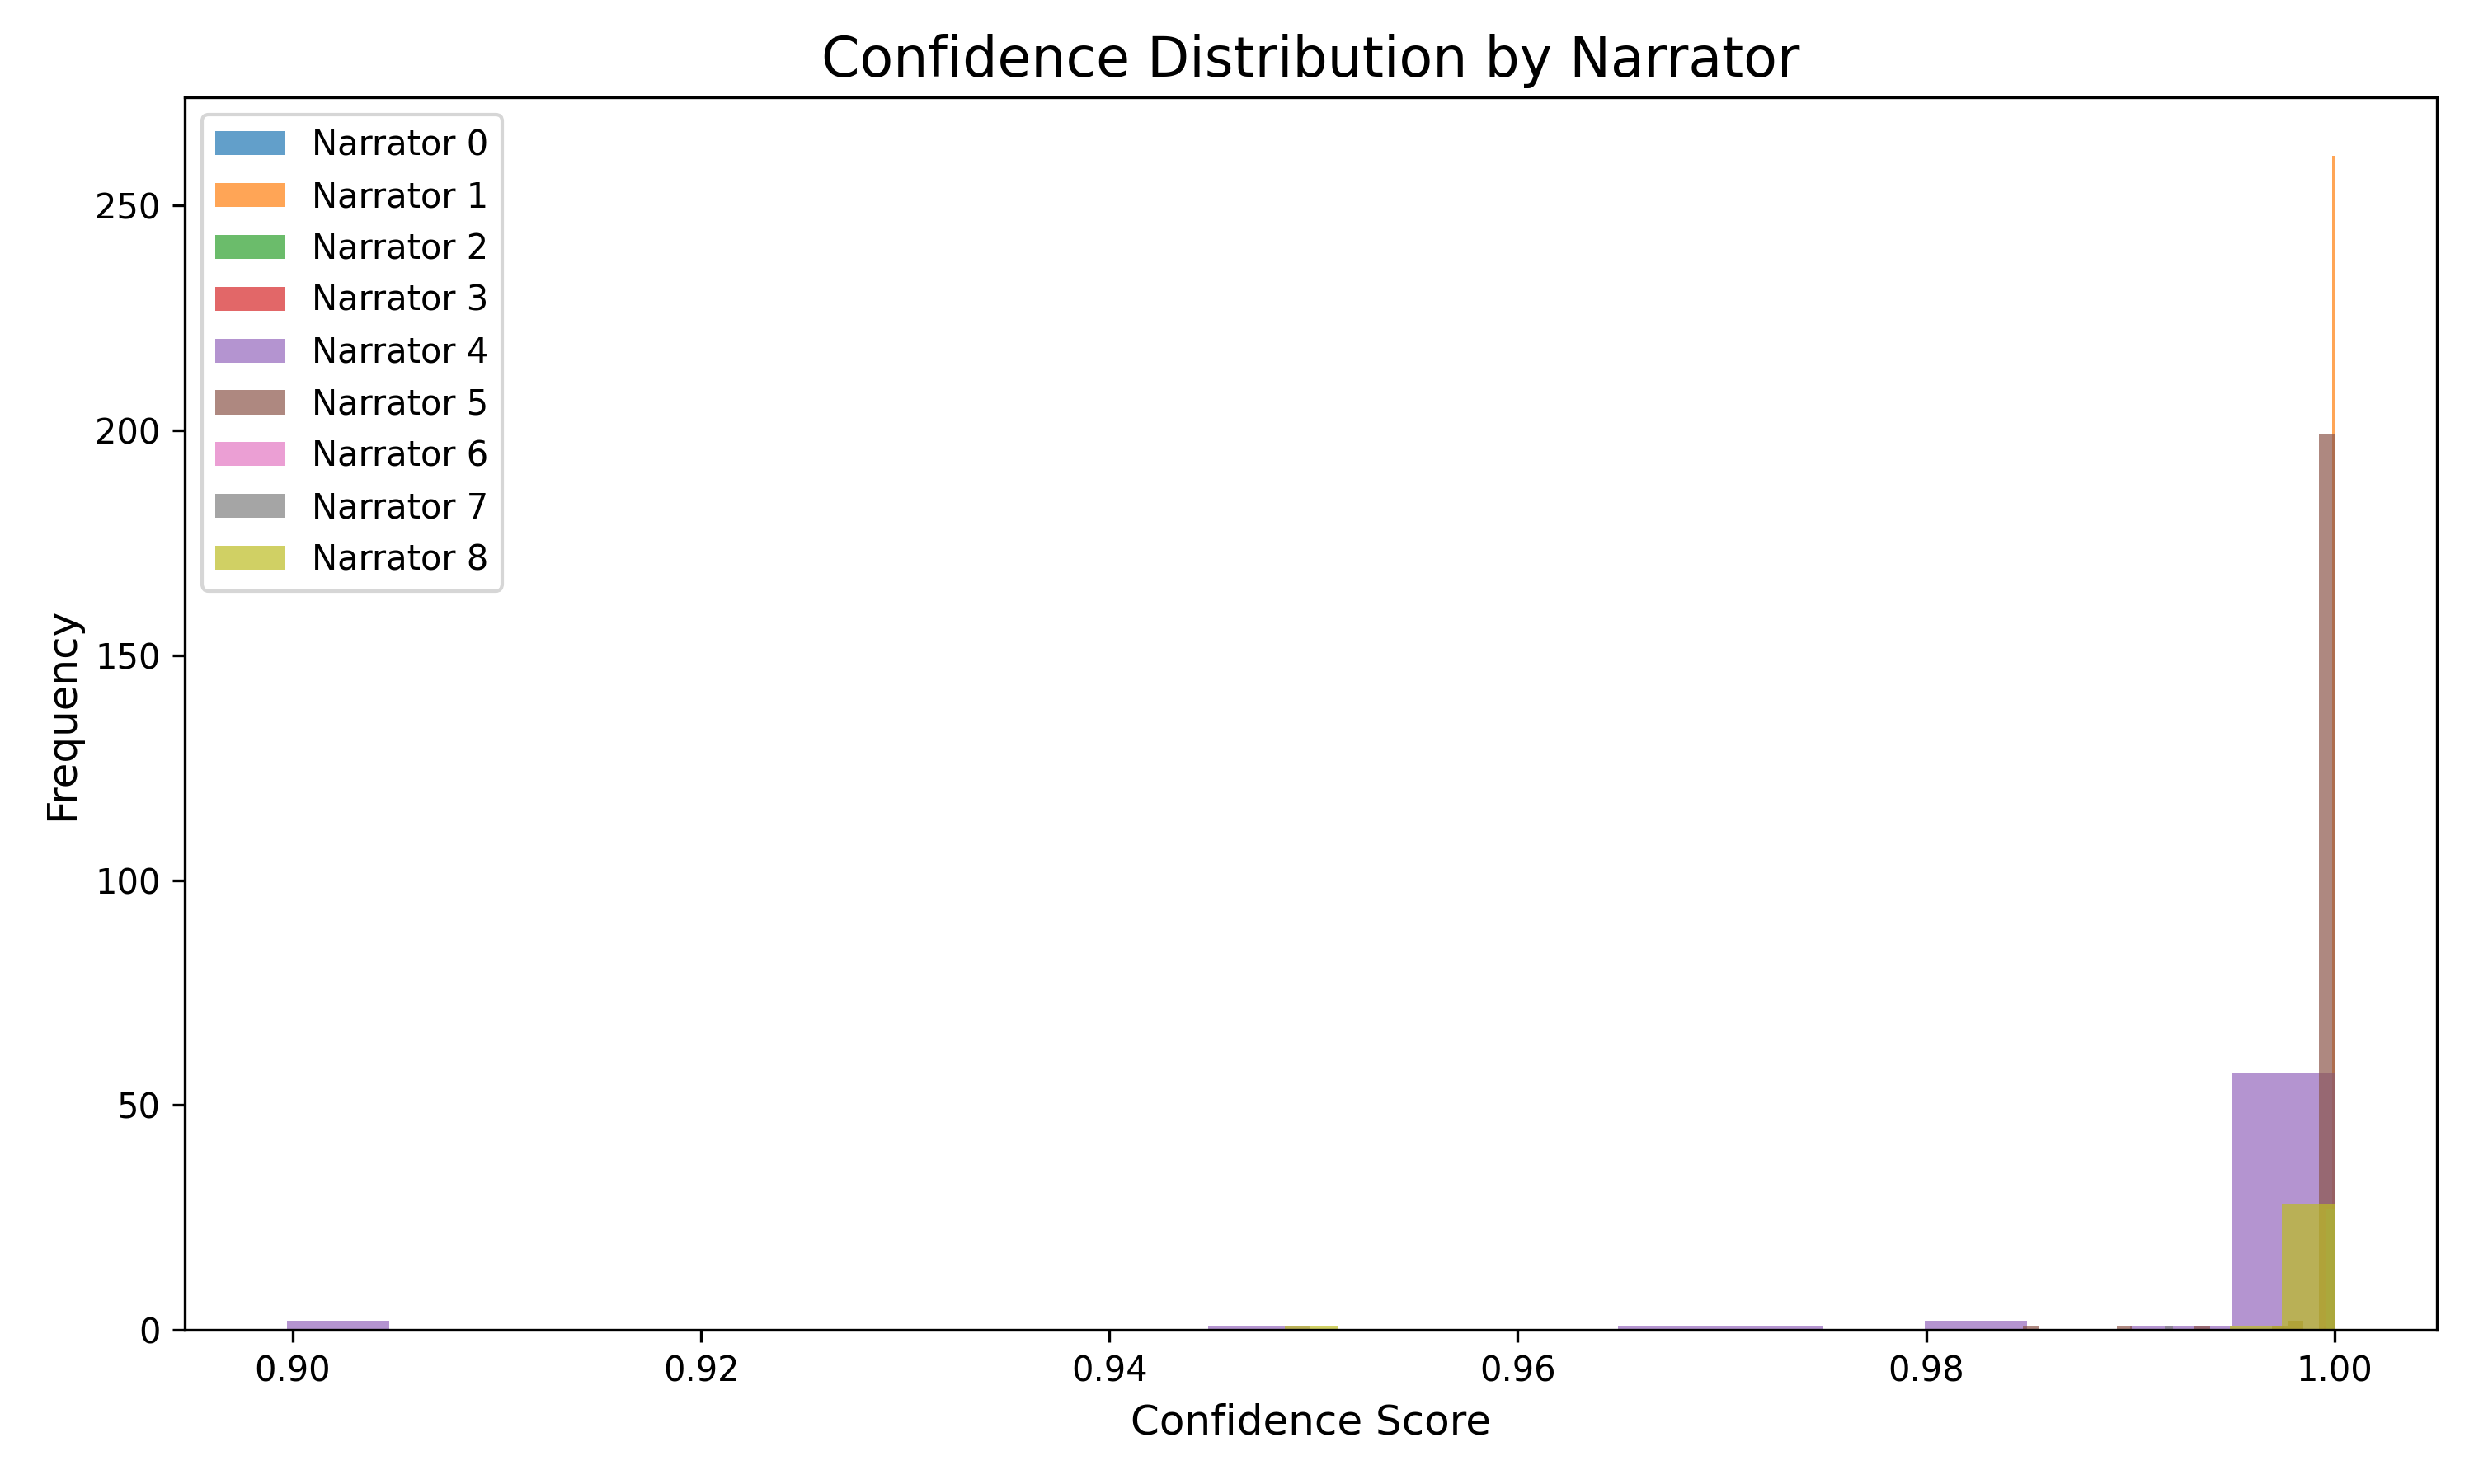 Confidence Distribution by Narrator
Narrator 0
Narrator 1
Narrator 2
Narrator 3
Narrator 4
Narrator 5
Narrator 6
Narrator 7
Narrator 8
Frequency
250
200
150
100
50
0
0.90 0.92 0.94 0.96 0.98 1.00
Confidence Score